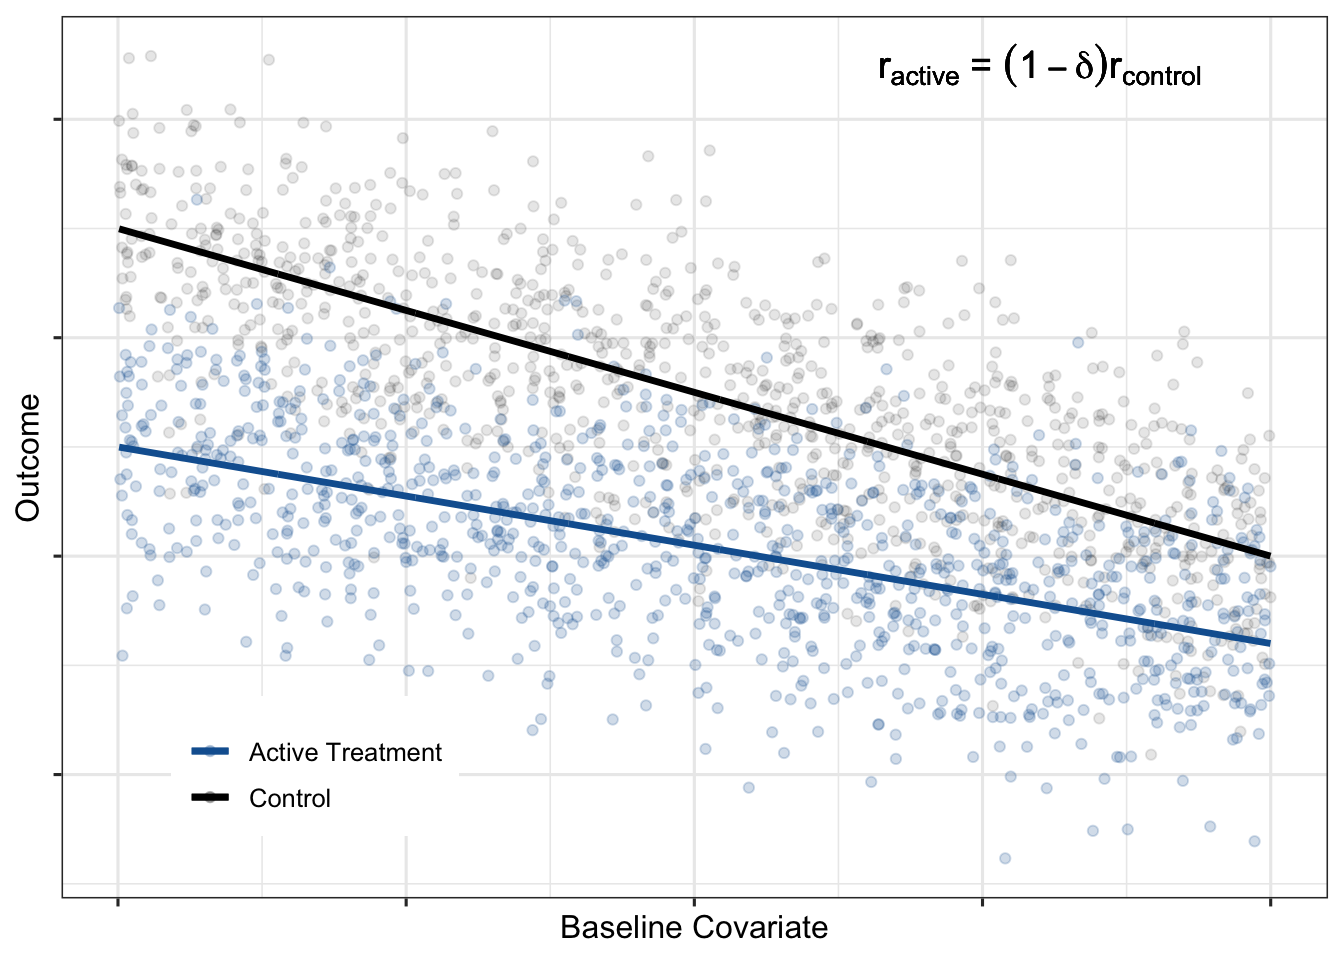 r_active = (1 − δ)r_control
Outcome
Active Treatment
Control
Baseline Covariate